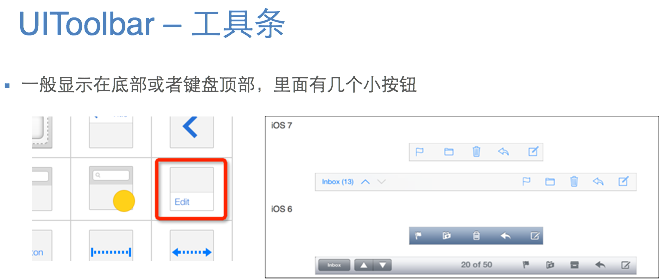 UIToolbar – 工具条
一般显示在底部或者键盘顶部，里面有几个小按钮
Edit
iOS 7
Inbox (13)
iOS 6
Inbox
20 of 50